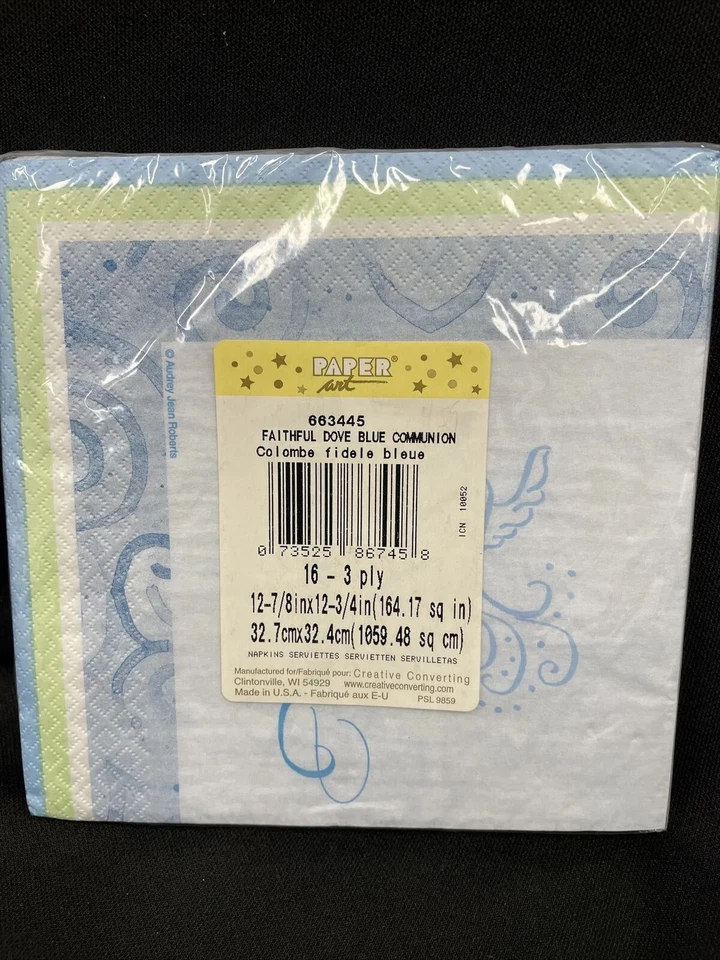 © Audrey Jean Roberts
PAPER®
art
663445
FAITHFUL DOVE BLUE COMMUNION
Colombe fidele bleue
ICN 10052
0 73525 86745 8
16 - 3 ply
12-7/8inx12-3/4in(164.17 sq in)
32.7cmx32.4cm(1059.48 sq cm)
NAPKINS SERVIETTES SERVIETTEN SERVILLETAS
Manufactured for/Fabriqué pour: Creative Converting
Clintonville, WI 54929 www.creativeconverting.com
Made in U.S.A. - Fabriqué aux E-U
PSL 9859